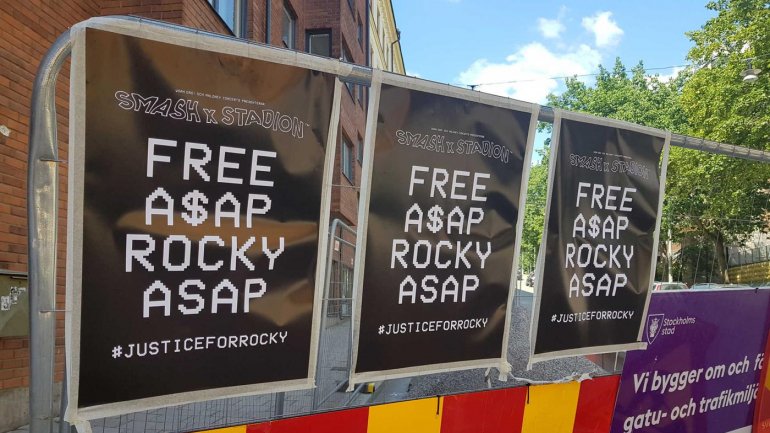 SMASH x STADION
FREE
A$AP
ROCKY
ASAP
#JUSTICEFORROCKY
SMASH x STADION
FREE
A$AP
ROCKY
ASAP
#JUSTICEFORROCKY
SMASH x STADION
FREE
A$AP
ROCKY
ASAP
#JUSTICEFORROCKY
Stockholms
stad
Vi bygger om och
gatu- och trafikmiljö